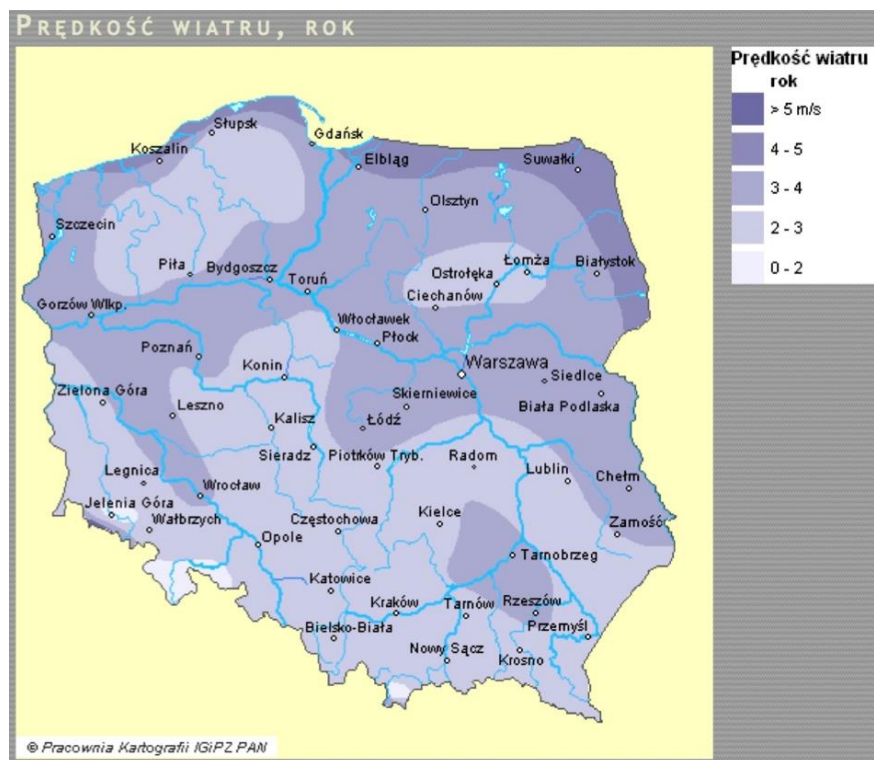 PRĘDKOŚĆ WIATRU, ROK
Prędkość wiatru
rok
> 5 m/s
4 - 5
3 - 4
2 - 3
0 - 2
Słupsk
Gdańsk
Koszalin
Elbląg
Suwałki
Olsztyn
Szczecin
Piła
Bydgoszcz
Toruń
Ostrołęka
Łomża
Białystok
Ciechanów
Gorzów Wlkp.
Włocławek
Płock
Poznań
Konin
Warszawa
Siedlce
Zielona Góra
Leszno
Skierniewice
Biała Podlaska
Kalisz
Łódź
Sieradz
Piotrków Tryb.
Radom
Lublin
Chełm
Legnica
Wrocław
Jelenia Góra
Wałbrzych
Częstochowa
Kielce
Zamość
Opole
Tarnobrzeg
Katowice
Kraków
Tarnów
Rzeszów
Przemyśl
Bielsko-Biała
Nowy Sącz
Krosno
© Pracownia Kartografii IGiPZ PAN